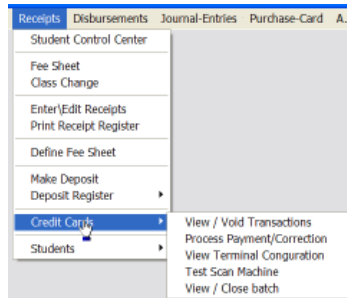 Receipts Disbursements Journal-Entries Purchase-Card A.
Student Control Center
Fee Sheet
Class Change
Enter\Edit Receipts
Print Receipt Register
Define Fee Sheet
Make Deposit
Deposit Register
Credit Cards
Students
View / Void Transactions
Process Payment/Correction
View Terminal Conguration
Test Scan Machine
View / Close batch